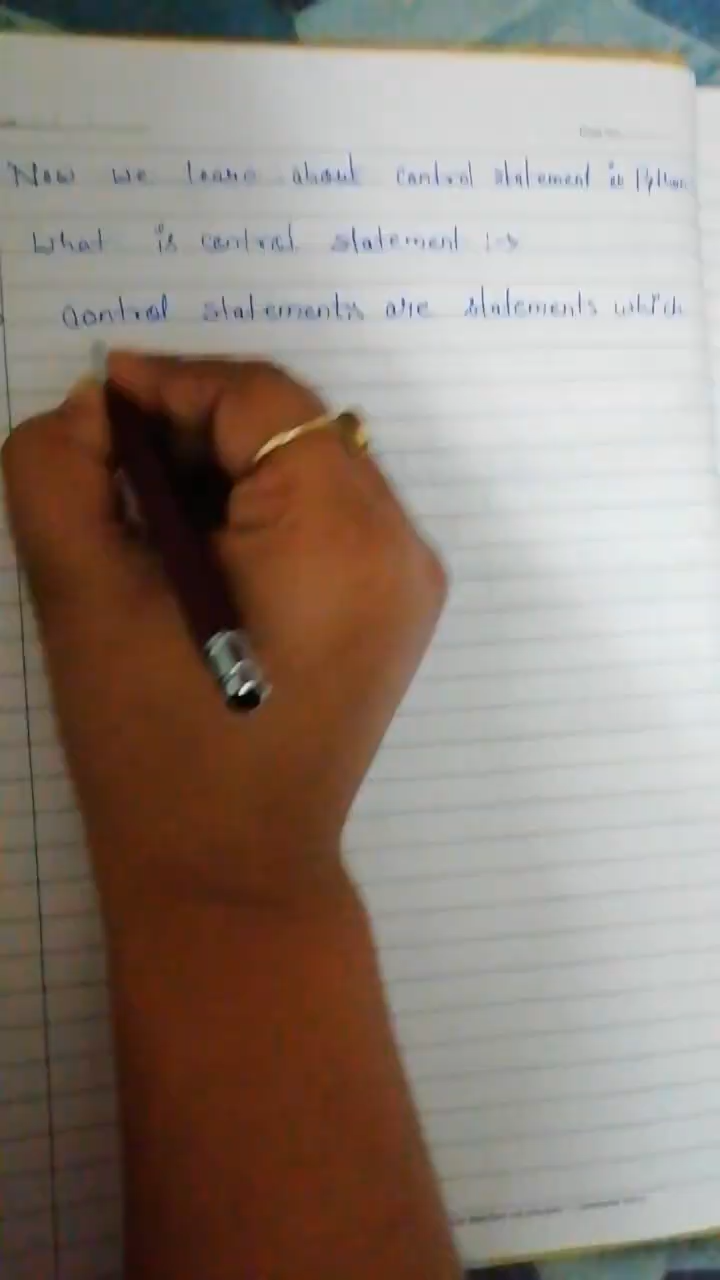 Now we learn about control statement in Python
What is control statement :->
control statements are statements which